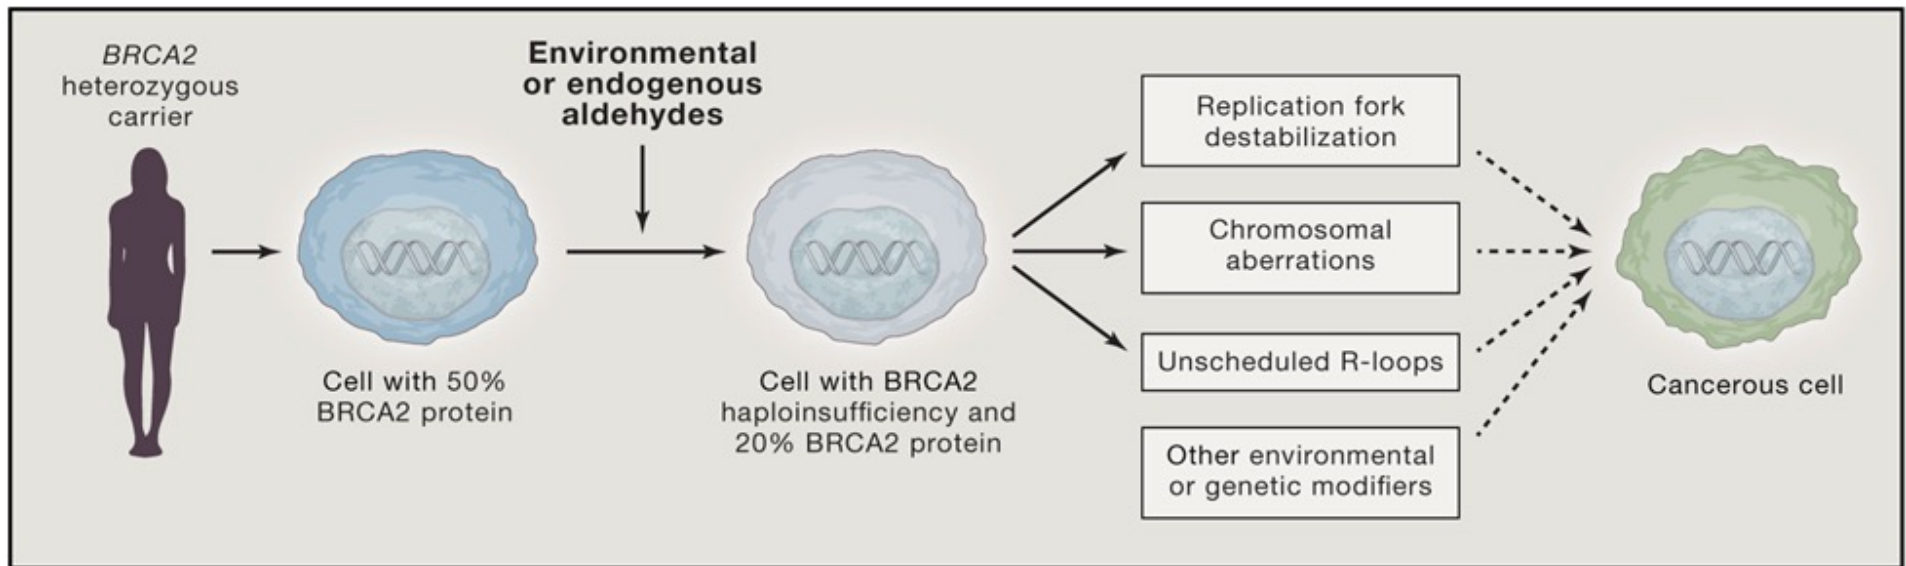 BRCA2
heterozygous
carrier
Environmental
or endogenous
aldehydes
Cell with 50%
BRCA2 protein
Cell with BRCA2
haploinsufficiency and
20% BRCA2 protein
Replication fork
destabilization
Chromosomal
aberrations
Unscheduled R-loops
Other environmental
or genetic modifiers
Cancerous cell